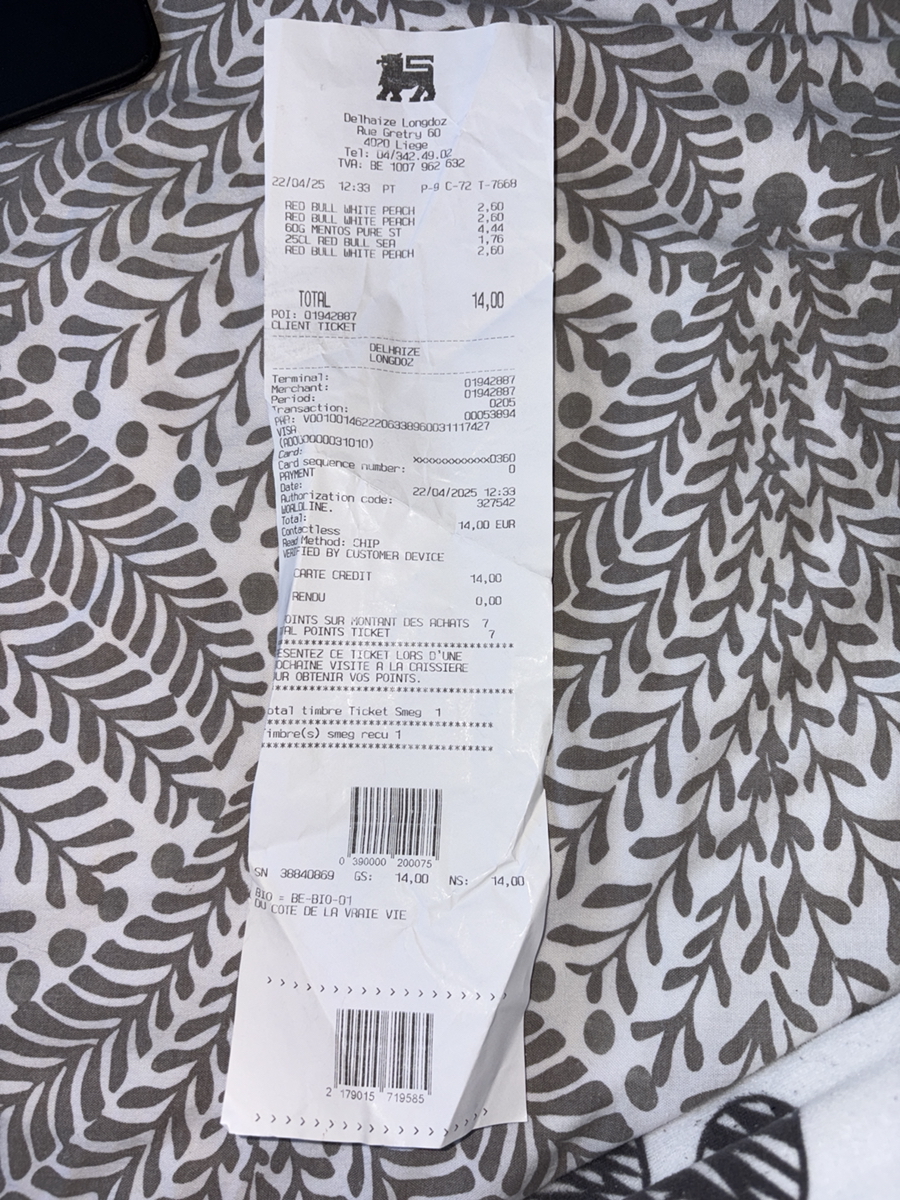 Delhaize Longdoz
Rue Gretry 60
4020 Liege
Tel: 04/342.49.02
TVA: BE 1007 962 632
22/04/25 12:33 PT P-9 C-72 T-7668
RED BULL WHITE PEACH 2,60
RED BULL WHITE PEACH 2,60
60G MENTOS PURE ST 4,44
25CL RED BULL SEA 1,76
RED BULL WHITE PEACH 2,60
TOTAL 14,00
POI: 01942887
CLIENT TICKET
DELHAIZE
LONGDOZ
Terminal: 01942887
Merchant: 01942887
Period: 0205
Transaction: 00053894
PAR: V0010014622206338960031117427
VISA
(A0000000031010)
Card: xxxxxxxxxxxx0360
Card sequence number: 0
PAYMENT
Date: 22/04/2025 12:33
Authorization code: 327542
WORLDLINE.
Total: 14,00 EUR
Contactless
Read Method: CHIP
VERIFIED BY CUSTOMER DEVICE
CARTE CREDIT 14,00
RENDU 0,00
OINTS SUR MONTANT DES ACHATS 7
AL POINTS TICKET 7
****************************************
ESENTEZ CE TICKET LORS D'UNE
OCHAINE VISITE A LA CAISSIERE
UR OBTENIR VOS POINTS.
****************************************
otal timbre Ticket Smeg 1
****************************************
imbre(s) smeg recu 1
****************************************
0 390000 200075
SN 38840869 GS: 14,00 NS: 14,00
BIO = BE-BIO-01
DU COTE DE LA VRAIE VIE
> > > > > > > > > > > > > > > > >
2 179015 719585
> > > > > > > > > > > > > > > > >